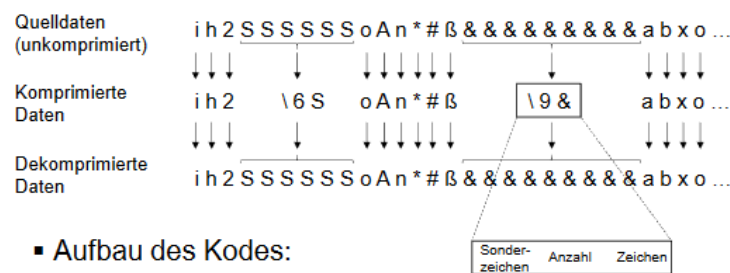 Quelldaten
(unkomprimiert)
i h 2 S S S S S S o A n * # ß & & & & & & & & & a b x o ...
Komprimierte
Daten
i h 2 \ 6 S o A n * # ß \ 9 & a b x o ...
Dekomprimierte
Daten
i h 2 S S S S S S o A n * # ß & & & & & & & & & a b x o ...
▪ Aufbau des Kodes:
Sonder-
zeichen Anzahl Zeichen